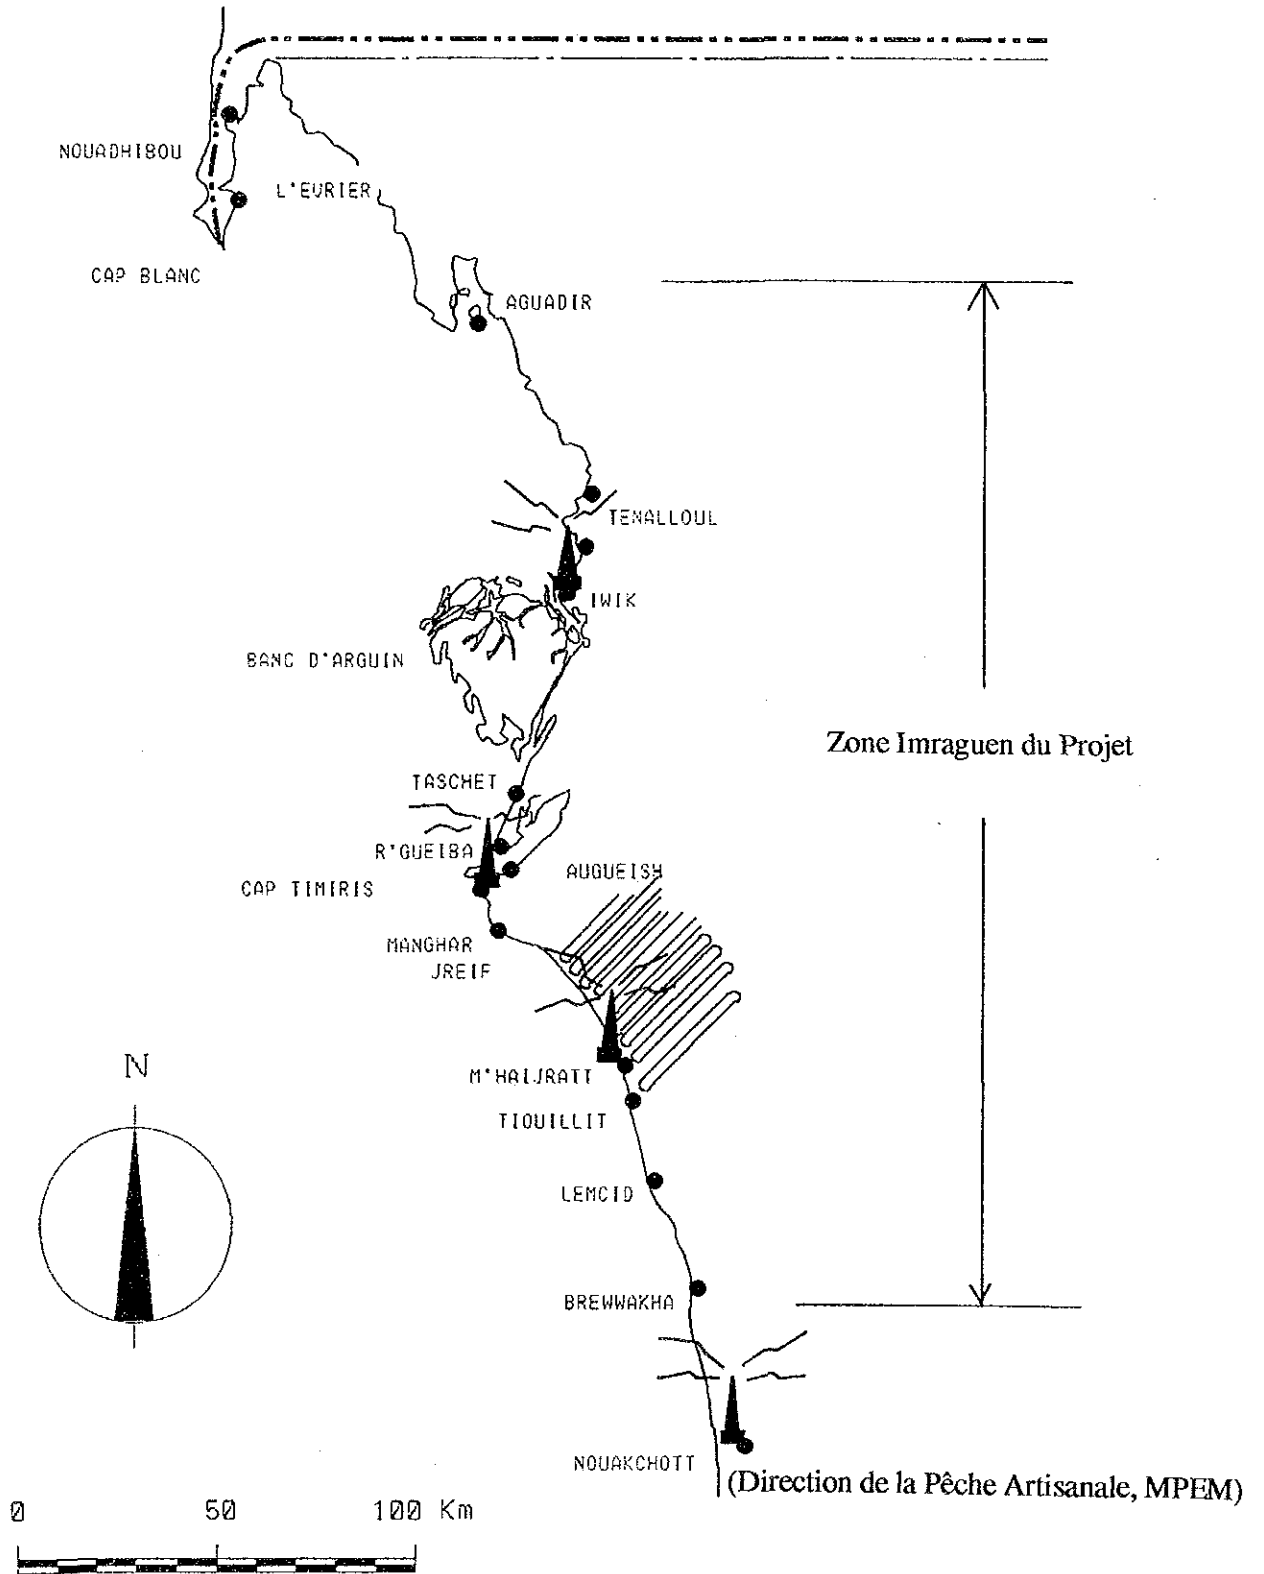 NOUADHIBOU
L'EVRIER
CAP BLANC
AGUADIR
TENALLOUL
IWIK
BANC D'ARGUIN
Zone Imraguen du Projet
TASCHET
R'GUEIBA
AUGUEISH
CAP TIMIRIS
MANGHAR
JREIF
N
M'HAIJRATT
TIOUILLIT
LEMCID
BREWWAKHA
NOUAKCHOTT
(Direction de la Pêche Artisanale, MPEM)
0 50 100 Km